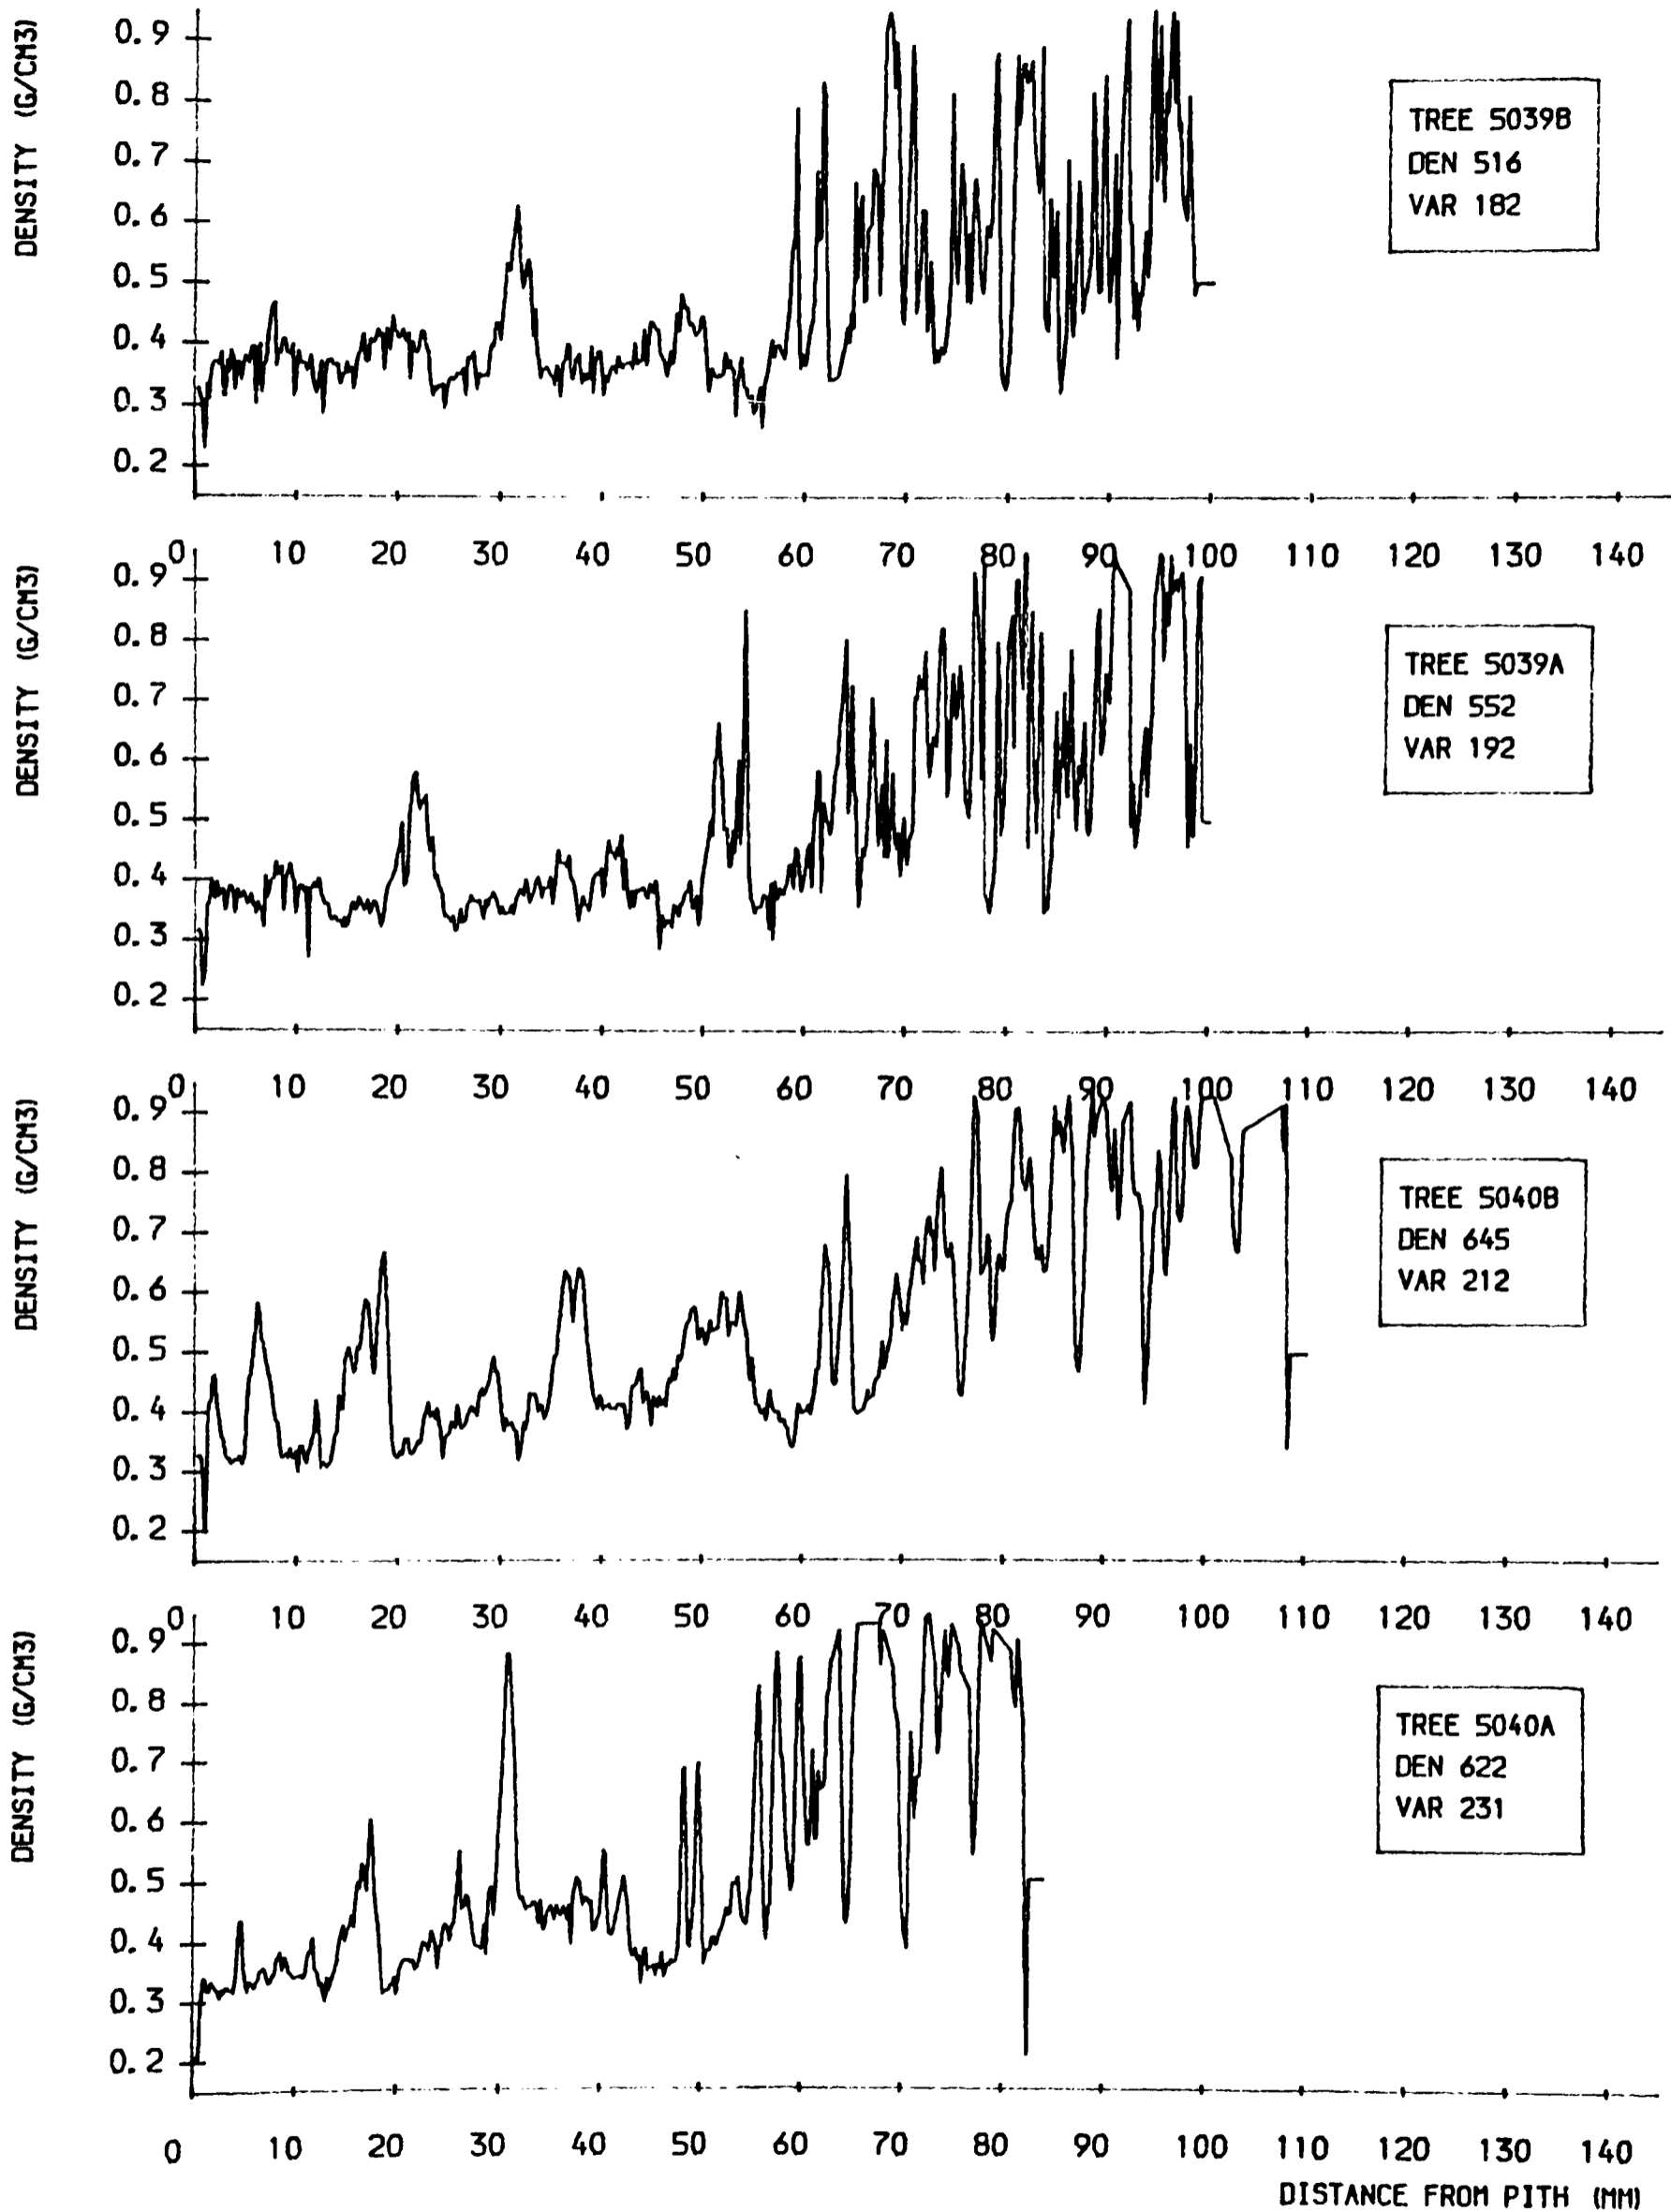 DENSITY (G/CM3)
0.9
0.8
0.7
0.6
0.5
0.4
0.3
0.2
TREE 5039B
DEN 516
VAR 182
0 10 20 30 40 50 60 70 80 90 100 110 120 130 140
DENSITY (G/CM3)
0.9
0.8
0.7
0.6
0.5
0.4
0.3
0.2
TREE 5039A
DEN 552
VAR 192
0 10 20 30 40 50 60 70 80 90 100 110 120 130 140
DENSITY (G/CM3)
0.9
0.8
0.7
0.6
0.5
0.4
0.3
0.2
TREE 5040B
DEN 645
VAR 212
0 10 20 30 40 50 60 70 80 90 100 110 120 130 140
DENSITY (G/CM3)
0.9
0.8
0.7
0.6
0.5
0.4
0.3
0.2
TREE 5040A
DEN 622
VAR 231
0 10 20 30 40 50 60 70 80 90 100 110 120 130 140
DISTANCE FROM PITH (MM)